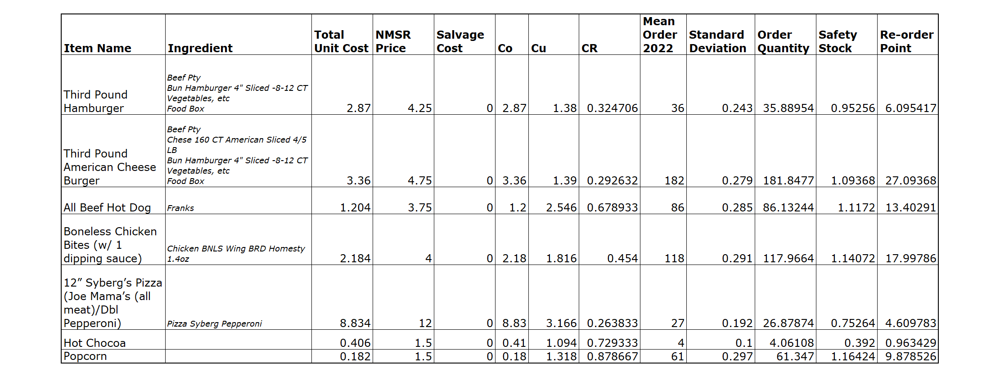 Item Name Ingredient Total Unit Cost NMSR Price Salvage Cost Co Cu CR Mean Order 2022 Standard Deviation Order Quantity Safety Stock Re-order Point
Third Pound Hamburger
Beef Pty
Bun Hamburger 4" Sliced -8-12 CT
Vegetables, etc
Food Box
2.87 4.25 0 2.87 1.38 0.324706 36 0.243 35.88954 0.95256 6.095417
Third Pound
American Cheese
Burger
Beef Pty
Chese 160 CT American Sliced 4/5
LB
Bun Hamburger 4" Sliced -8-12 CT
Vegetables, etc
Food Box
3.36 4.75 0 3.36 1.39 0.292632 182 0.279 181.8477 1.09368 27.09368
All Beef Hot Dog Franks 1.204 3.75 0 1.2 2.546 0.678933 86 0.285 86.13244 1.1172 13.40291
Boneless Chicken
Bites (w/ 1
dipping sauce)
Chicken BNLS Wing BRD Homesty
1.4oz
2.184 4 0 2.18 1.816 0.454 118 0.291 117.9664 1.14072 17.99786
12” Syberg’s Pizza
(Joe Mama’s (all
meat)/Dbl
Pepperoni)
Pizza Syberg Pepperoni
8.834 12 0 8.83 3.166 0.263833 27 0.192 26.87874 0.75264 4.609783
Hot Chocoa 0.406 1.5 0 0.41 1.094 0.729333 4 0.1 4.06108 0.392 0.963429
Popcorn 0.182 1.5 0 0.18 1.318 0.878667 61 0.297 61.347 1.16424 9.878526